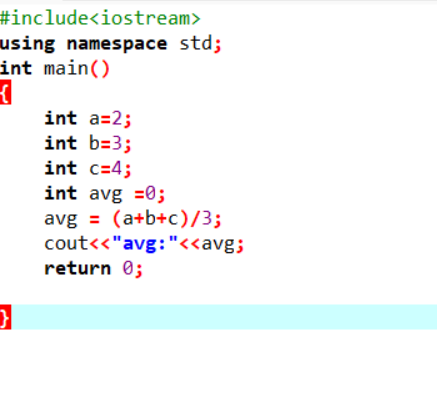 #include<iostream>
using namespace std;
int main()
{
    int a=2;
    int b=3;
    int c=4;
    int avg =0;
    avg = (a+b+c)/3;
    cout<<"avg:"<<avg;
    return 0;
}